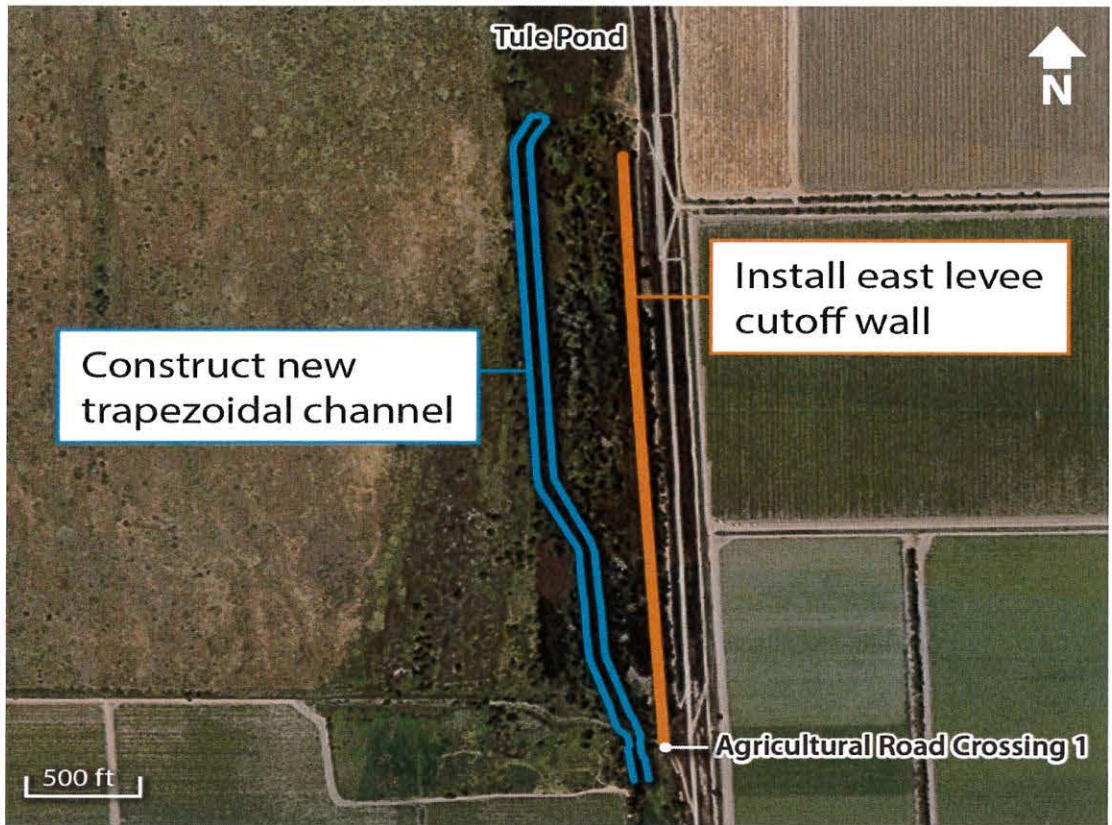 Tule Pond
N
Install east levee
cutoff wall
Construct new
trapezoidal channel
Agricultural Road Crossing 1
500 ft